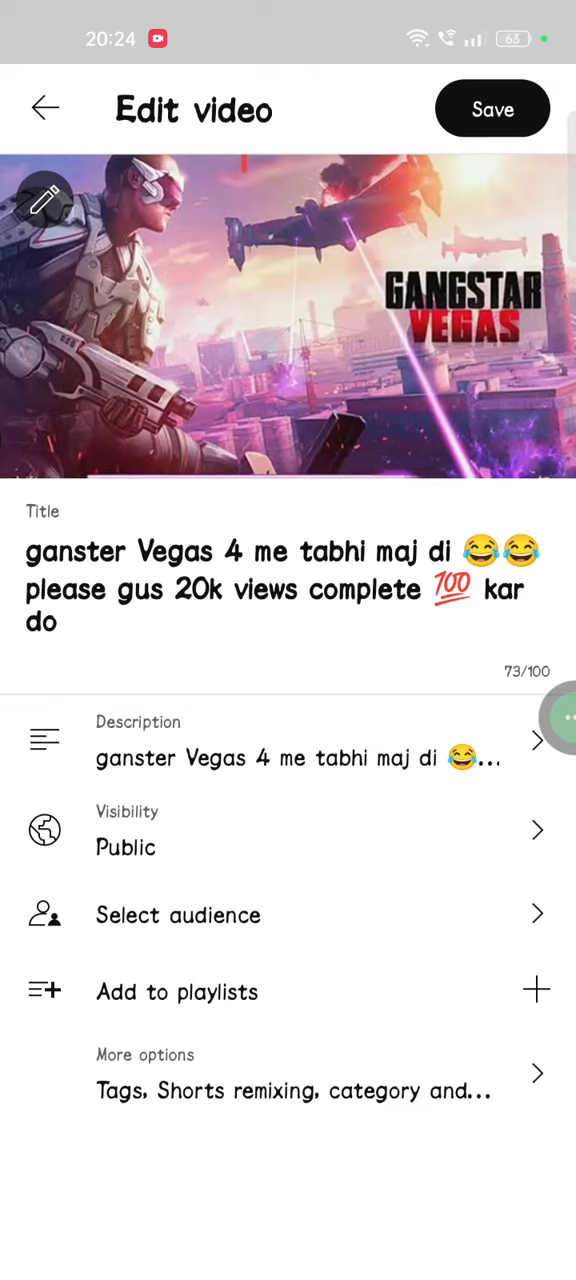 20:24
63
Edit video
Save
GANGSTAR
VEGAS
Title
ganster Vegas 4 me tabhi maj di 😂😂
please gus 20k views complete 💯 kar
do
73/100
Description
ganster Vegas 4 me tabhi maj di 😂...
Visibility
Public
Select audience
Add to playlists
More options
Tags, Shorts remixing, category and...